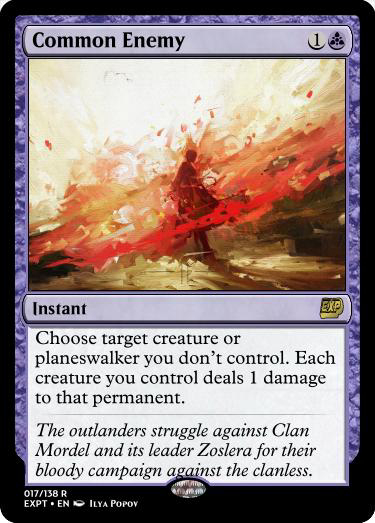 Common Enemy 1
Instant EXP
Choose target creature or
planeswalker you don't control. Each
creature you control deals 1 damage
to that permanent.
The outlanders struggle against Clan
Mordel and its leader Zoslera for their
bloody campaign against the clanless.
017/138 R
EXPT • EN Ilya Popov